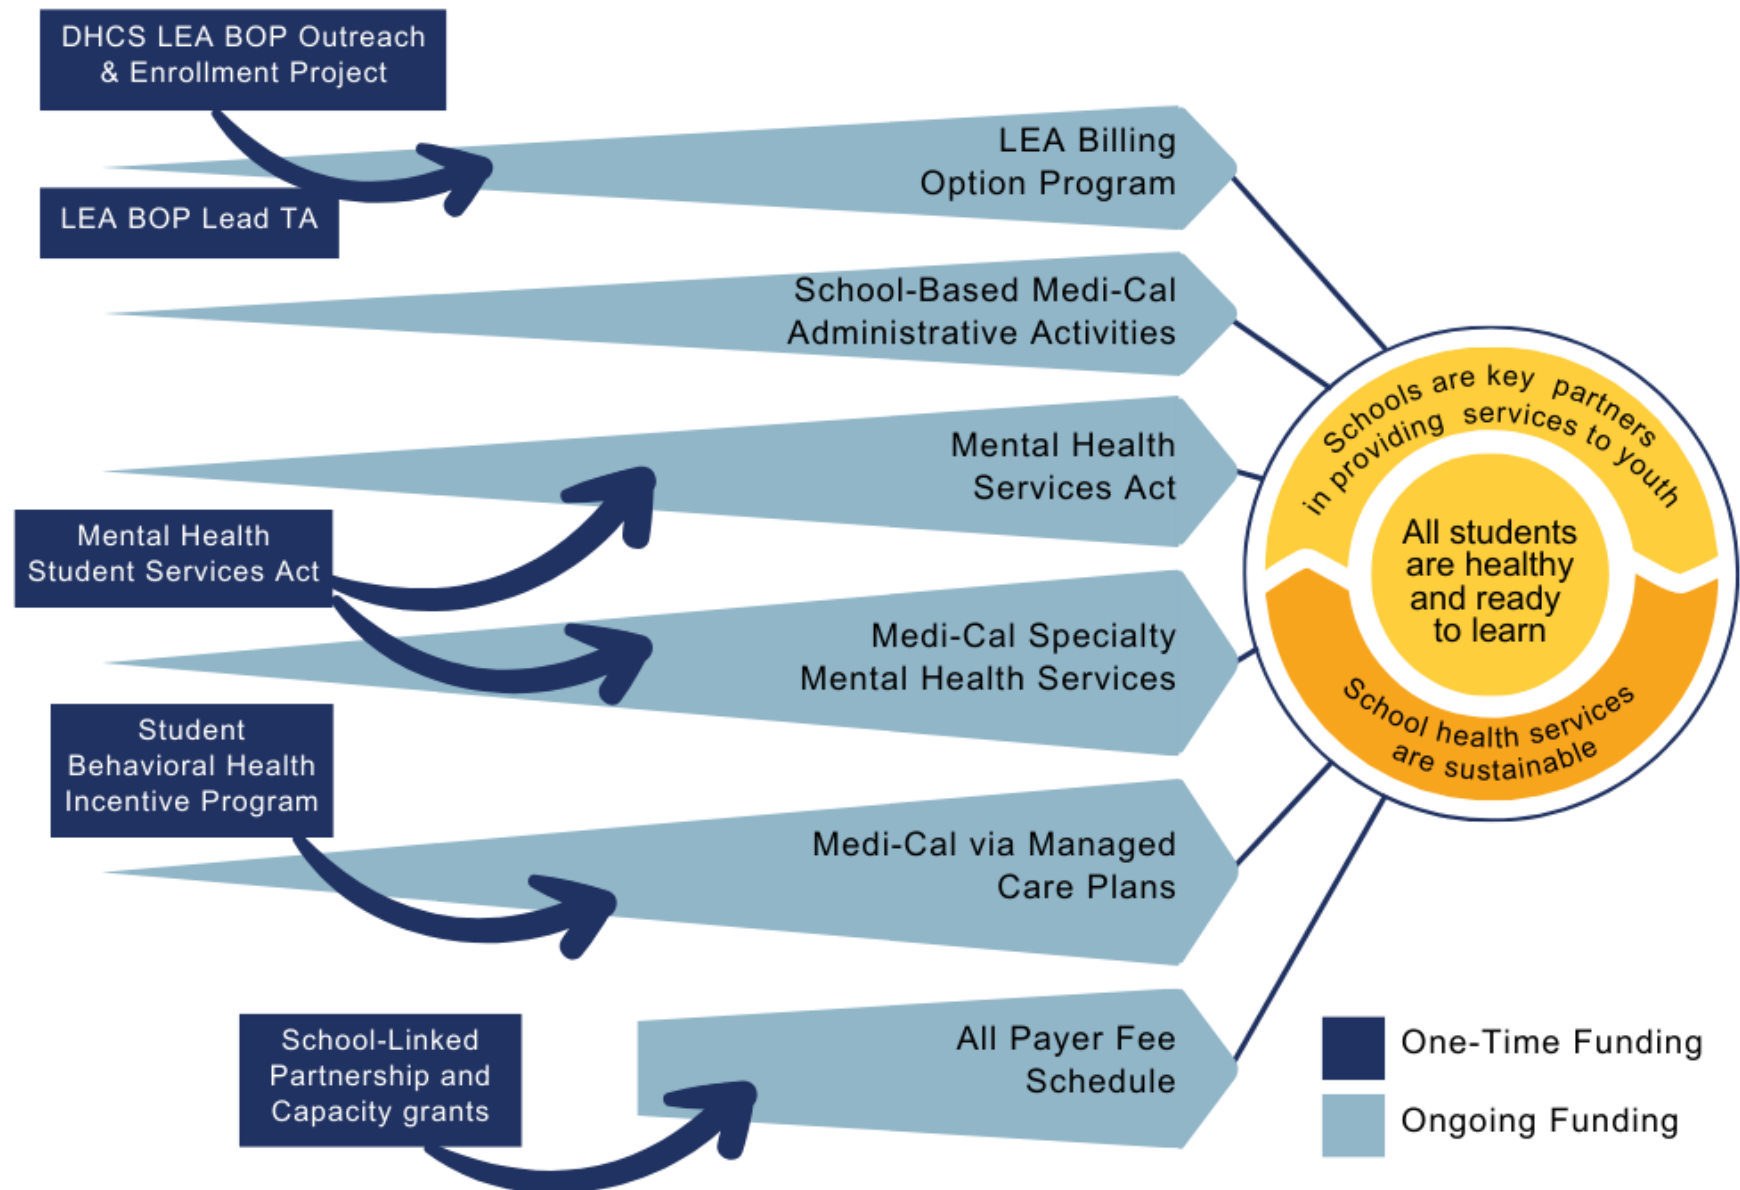 DHCS LEA BOP Outreach
& Enrollment Project
LEA BOP Lead TA
Mental Health
Student Services Act
Student
Behavioral Health
Incentive Program
School-Linked
Partnership and
Capacity grants
LEA Billing
Option Program
School-Based Medi-Cal
Administrative Activities
Mental Health
Services Act
Medi-Cal Specialty
Mental Health Services
Medi-Cal via Managed
Care Plans
All Payer Fee
Schedule
Schools are key partners
in providing services to youth
All students
are healthy
and ready
to learn
School health services
are sustainable
One-Time Funding
Ongoing Funding